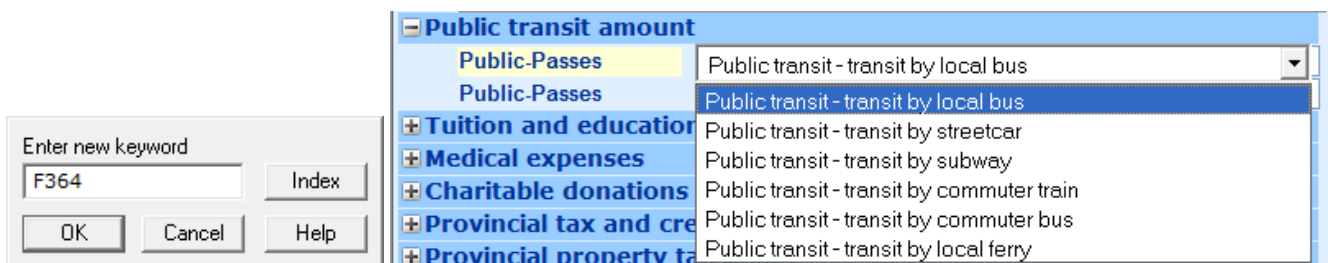 Public transit amount
Public-Passes Public transit - transit by local bus
Public-Passes
Public transit - transit by local bus
Tuition and education
Public transit - transit by streetcar
Medical expenses
Public transit - transit by subway
Charitable donations
Public transit - transit by commuter train
Provincial tax and cre
Public transit - transit by commuter bus
Provincial property ta
Public transit - transit by local ferry
Enter new keyword
F364 Index
OK Cancel Help